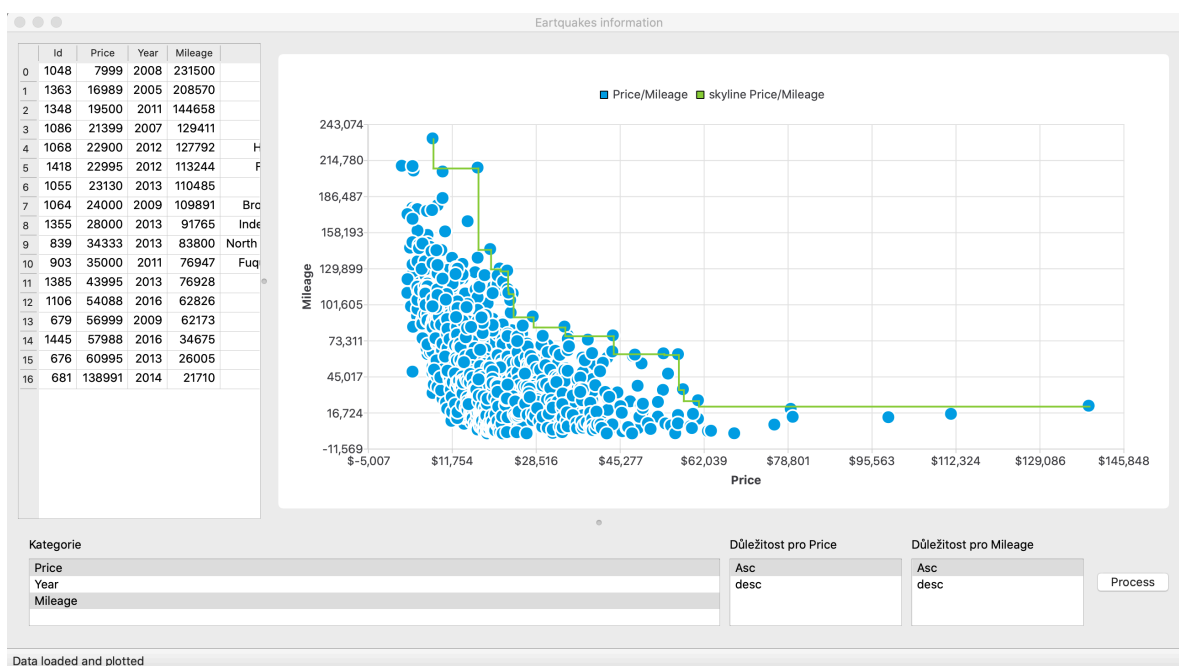 Eartquakes information
Id Price Year Mileage
0 1048 7999 2008 231500
1 1363 16989 2005 208570
2 1348 19500 2011 144658
3 1086 21399 2007 129411
4 1068 22900 2012 127792 H
5 1418 22995 2012 113244 F
6 1055 23130 2013 110485
7 1064 24000 2009 109891 Bro
8 1355 28000 2013 91765 Inde
9 839 34333 2013 83800 North
10 903 35000 2011 76947 Fuq
11 1385 43995 2013 76928
12 1106 54088 2016 62826
13 679 56999 2009 62173
14 1445 57988 2016 34675
15 676 60995 2013 26005
16 681 138991 2014 21710
Price/Mileage skyline Price/Mileage
243,074
214,780
186,487
158,193
129,899
101,605
73,311
45,017
16,724
-11,569
Mileage
$-5,007 $11,754 $28,516 $45,277 $62,039 $78,801 $95,563 $112,324 $129,086 $145,848
Price
Kategorie
Price
Year
Mileage
Důležitost pro Price
Asc
desc
Důležitost pro Mileage
Asc
desc
Process
Data loaded and plotted